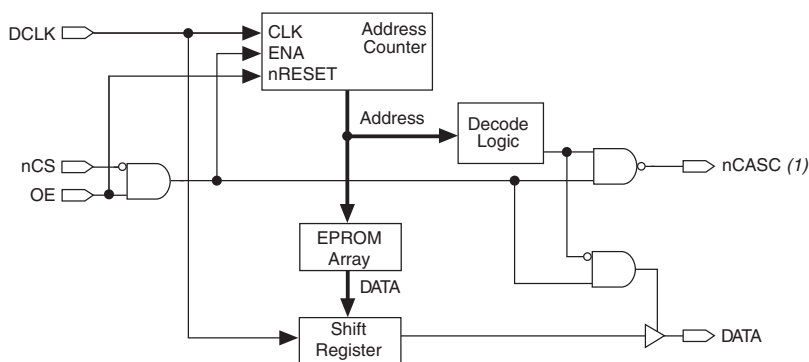 DCLK
CLK
ENA
nRESET
Address
Counter
Address
Decode
Logic
nCS
OE
nCASC (1)
EPROM
Array
DATA
Shift
Register
DATA